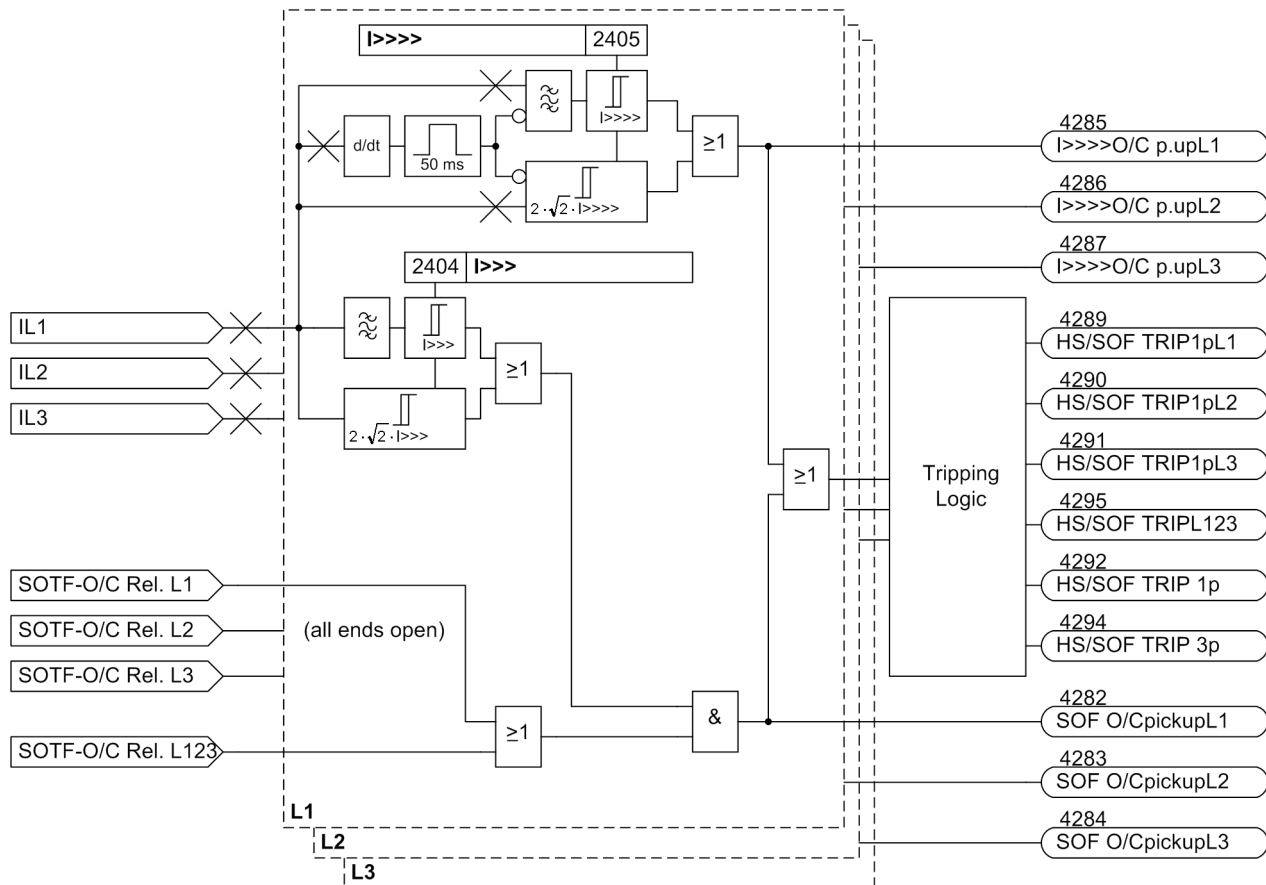 I>>>> 2405
I>>>>
d/dt
50 ms
≥1
2·√2·I>>>>
4285
I>>>>O/C p.upL1
4286
I>>>>O/C p.upL2
4287
I>>>>O/C p.upL3
2404 I>>>
IL1
IL2
IL3
I>>>
≥1
2·√2·I>>>
≥1
Tripping
Logic
4289
HS/SOF TRIP1pL1
4290
HS/SOF TRIP1pL2
4291
HS/SOF TRIP1pL3
4295
HS/SOF TRIPL123
4292
HS/SOF TRIP 1p
4294
HS/SOF TRIP 3p
SOTF-O/C Rel. L1
SOTF-O/C Rel. L2
(all ends open)
SOTF-O/C Rel. L3
SOTF-O/C Rel. L123
≥1
&
4282
SOF O/CpickupL1
4283
SOF O/CpickupL2
4284
SOF O/CpickupL3
L1
L2
L3